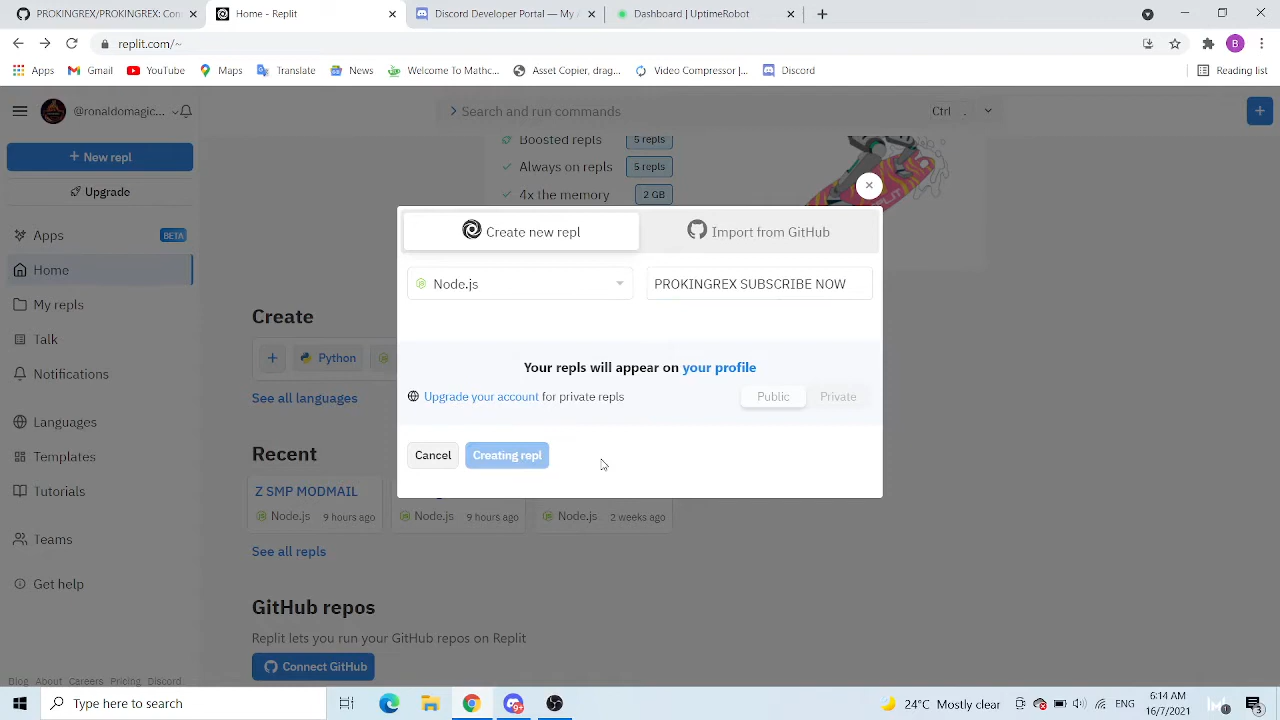 PROKINGREX/PROKINGREX: Con
Home - Replit
Discord Developer Portal — My A
Dashboard | UptimeRobot
replit.com/~
B
Apps
Gmail
YouTube
Maps
Translate
News
Welcome To Mathic...
Asset Copier, drag...
Video Compressor |...
Discord
Reading list
@ronaldomagic...
Search and run commands
Ctrl .
New repl
Upgrade
Apps
BETA
Home
My repls
Talk
Notifications
Languages
Templates
Tutorials
Teams
Get help
Blog About Careers Pricing Discord
Boosted repls
5 repls
Always on repls
5 repls
4x the memory
2 GB
Create new repl
Import from GitHub
Node.js
PROKINGREX SUBSCRIBE NOW
Your repls will appear on your profile
Upgrade your account for private repls
Public
Private
Cancel
Creating repl
Create
Python
See all languages
Recent
Z SMP MODMAIL
Node.js 9 hours ago
Node.js 9 hours ago
Node.js 2 weeks ago
See all repls
GitHub repos
Replit lets you run your GitHub repos on Replit
Connect GitHub
Type here to search
9+
24°C Mostly clear
ENG
6:14 AM
16/7/2021
1
3